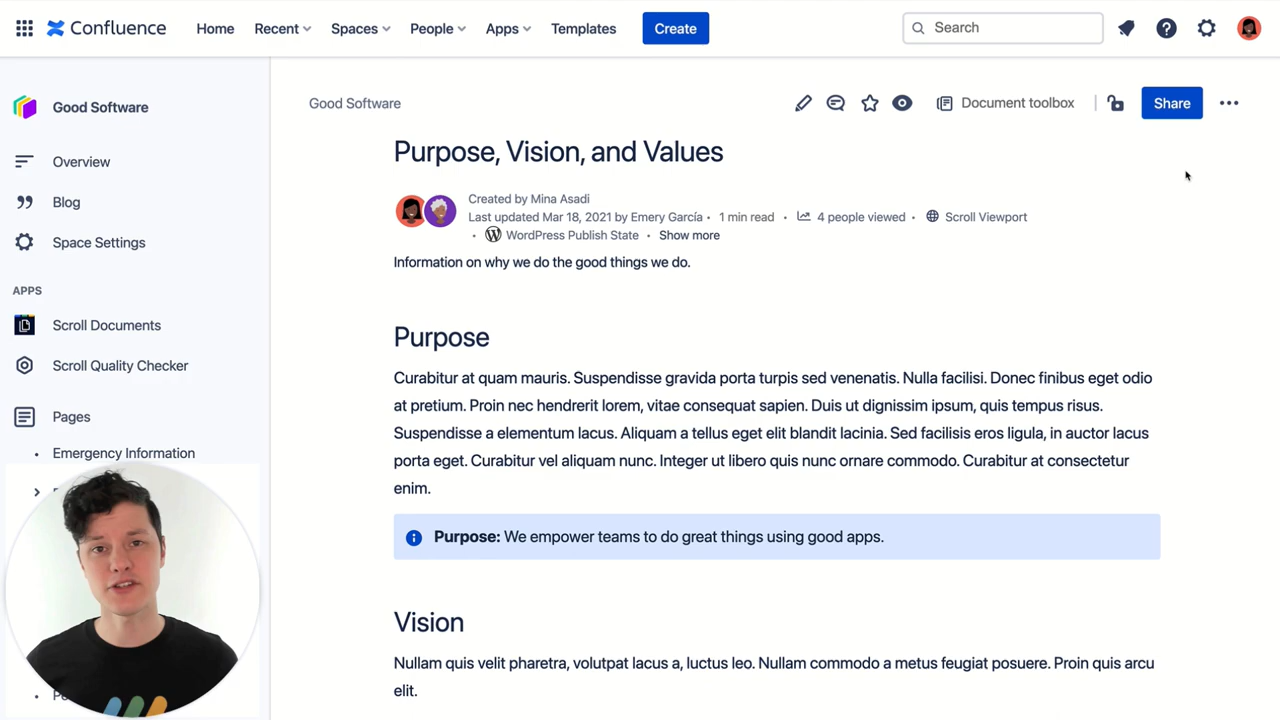 Confluence
Home
Recent
Spaces
People
Apps
Templates
Create
Search
Good Software
Overview
Blog
Space Settings
APPS
Scroll Documents
Scroll Quality Checker
Pages
Emergency Information
Good Software
Document toolbox
Share
Purpose, Vision, and Values
Created by Mina Asadi
Last updated Mar 18, 2021 by Emery García • 1 min read • 4 people viewed • Scroll Viewport
• WordPress Publish State • Show more
Information on why we do the good things we do.
Purpose
Curabitur at quam mauris. Suspendisse gravida porta turpis sed venenatis. Nulla facilisi. Donec finibus eget odio
at pretium. Proin nec hendrerit lorem, vitae consequat sapien. Duis ut dignissim ipsum, quis tempus risus.
Suspendisse a elementum lacus. Aliquam a tellus eget elit blandit lacinia. Sed facilisis eros ligula, in auctor lacus
porta eget. Curabitur vel aliquam nunc. Integer ut libero quis nunc ornare commodo. Curabitur at consectetur
enim.
Purpose: We empower teams to do great things using good apps.
Vision
Nullam quis velit pharetra, volutpat lacus a, luctus leo. Nullam commodo a metus feugiat posuere. Proin quis arcu
elit.